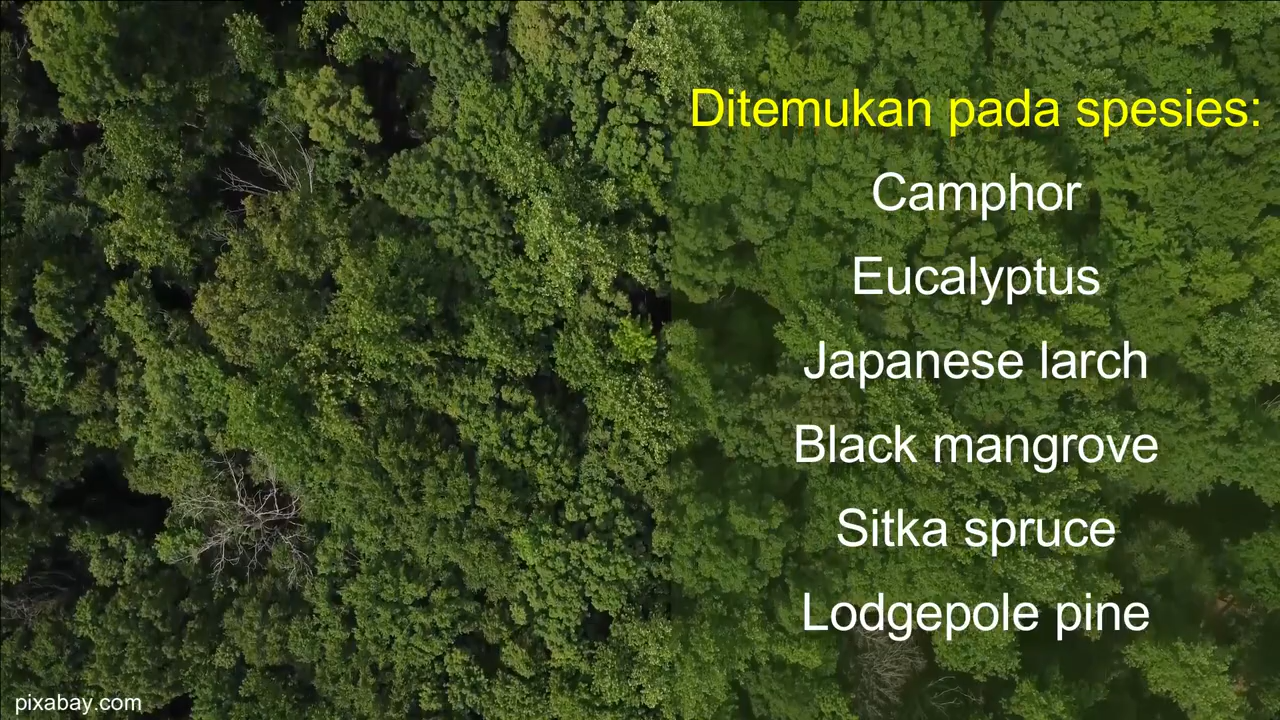 Ditemukan pada spesies:
Camphor
Eucalyptus
Japanese larch
Black mangrove
Sitka spruce
Lodgepole pine
pixabay.com